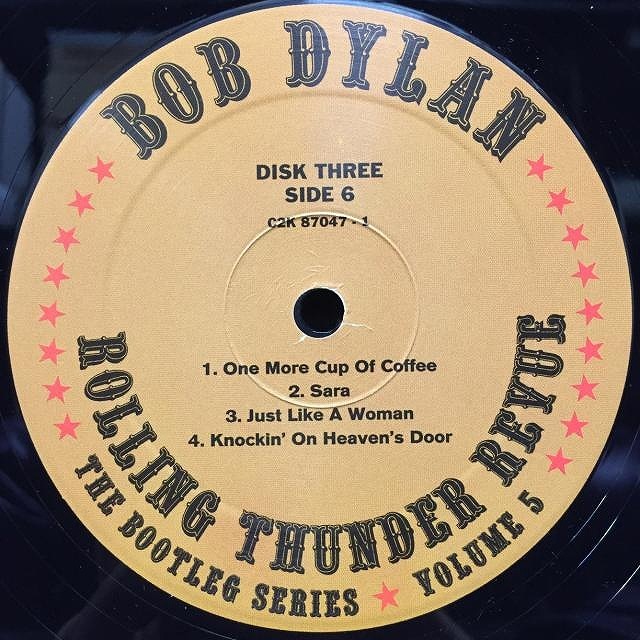 BOB DYLAN
DISK THREE
SIDE 6
C2K 87047 - 1
1. One More Cup Of Coffee
2. Sara
3. Just Like A Woman
4. Knockin' On Heaven's Door
ROLLING THUNDER REVUE
THE BOOTLEG SERIES ★ VOLUME 5